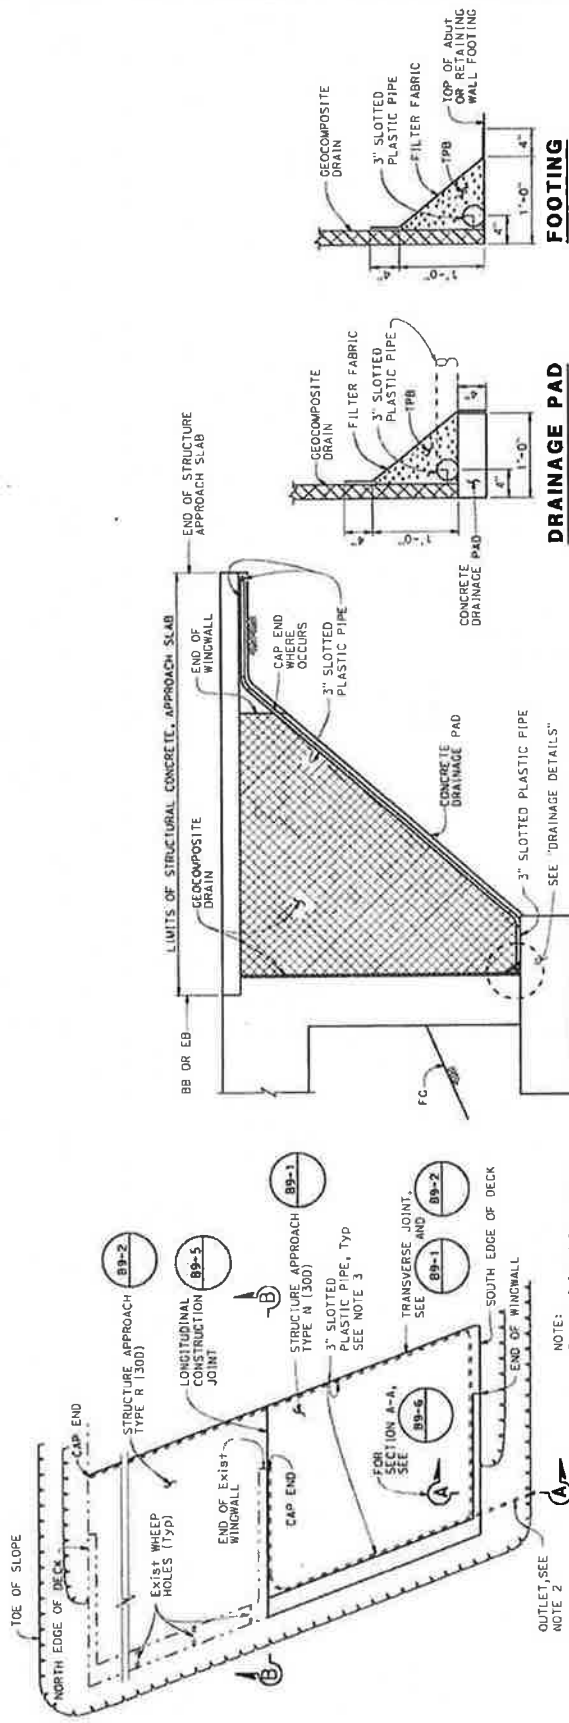 TOE OF SLOPE
NORTH EDGE OF DECK
CAP END
B9-2
STRUCTURE APPROACH
TYPE R (30D)
Exist WHEEP
HOLES (Typ)
B9-5
LONGITUDINAL
CONSTRUCTION
JOINT
END OF Exist
WINGWALL
B
B
CAP END
B9-1
STRUCTURE APPROACH
TYPE N (30D)
3" SLOTTED
PLASTIC PIPE, Typ
SEE NOTE 3
FOR
SECTION A-A,
SEE
B9-6
TRANSVERSE JOINT,
SEE
B9-1
AND
B9-2
A
A
SOUTH EDGE OF DECK
END OF WINGWALL
OUTLET, SEE
NOTE 2
NOTE:
LIMITS OF STRUCTURAL CONCRETE, APPROACH SLAB
BB OR EB
END OF STRUCTURE
APPROACH SLAB
GEOCOMPOSITE
DRAIN
END OF
WINGWALL
CAP END
WHERE
OCCURS
3" SLOTTED
PLASTIC PIPE
CONCRETE
DRAINAGE PAD
FG
3" SLOTTED PLASTIC PIPE
SEE "DRAINAGE DETAILS"
GEOCOMPOSITE
DRAIN
FILTER FABRIC
3" SLOTTED
PLASTIC PIPE
TPB
4"
1'-0"
4"
1'-0"
4"
CONCRETE
DRAINAGE PAD
DRAINAGE PAD
GEOCOMPOSITE
DRAIN
3" SLOTTED
PLASTIC PIPE
FILTER FABRIC
TPB
TOP OF Abut
OR RETAINING
WALL FOOTING
4"
1'-0"
4"
1'-0"
4"
FOOTING